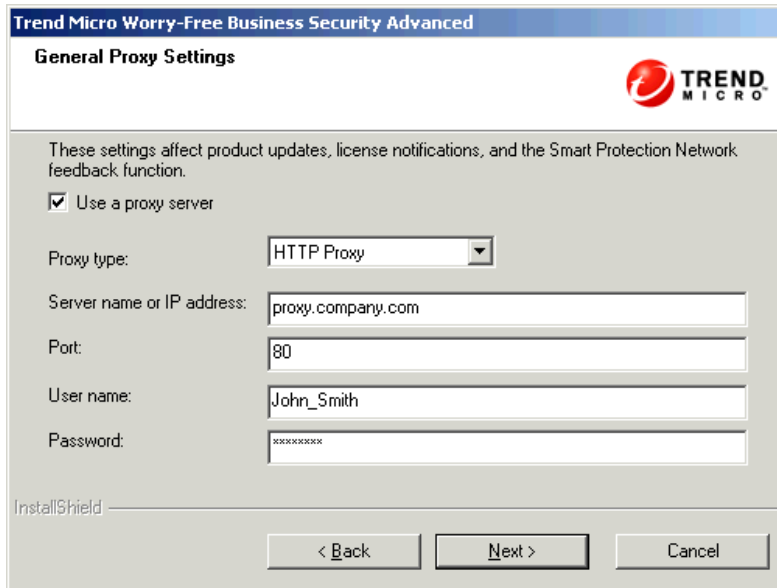 Trend Micro Worry-Free Business Security Advanced
General Proxy Settings
TREND
MICRO
These settings affect product updates, license notifications, and the Smart Protection Network
feedback function.
Use a proxy server
Proxy type:
HTTP Proxy
Server name or IP address:
proxy.company.com
Port:
80
User name:
John_Smith
Password:
********
InstallShield
< Back
Next >
Cancel